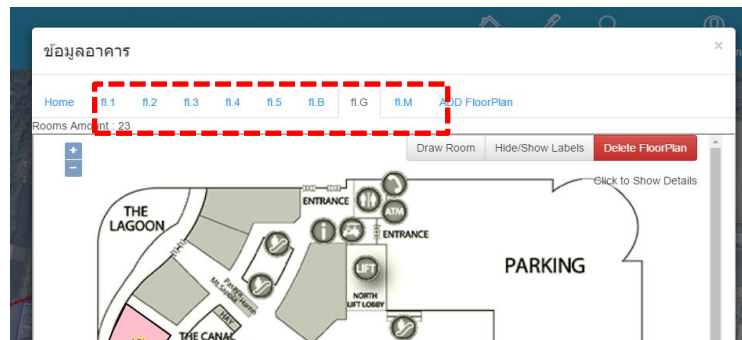 ข้อมูลอาคาร
×
Home fl.1 fl.2 fl.3 fl.4 fl.5 fl.B fl.G fl.M ADD FloorPlan
Rooms Amount : 23
+
−
Draw Room Hide/Show Labels Delete FloorPlan
Click to Show Details
ENTRANCE
THE
LAGOON
ATM
i
ENTRANCE
PARKING
LIFT
NORTH
LIFT LOBBY
HAY
THE CANAL